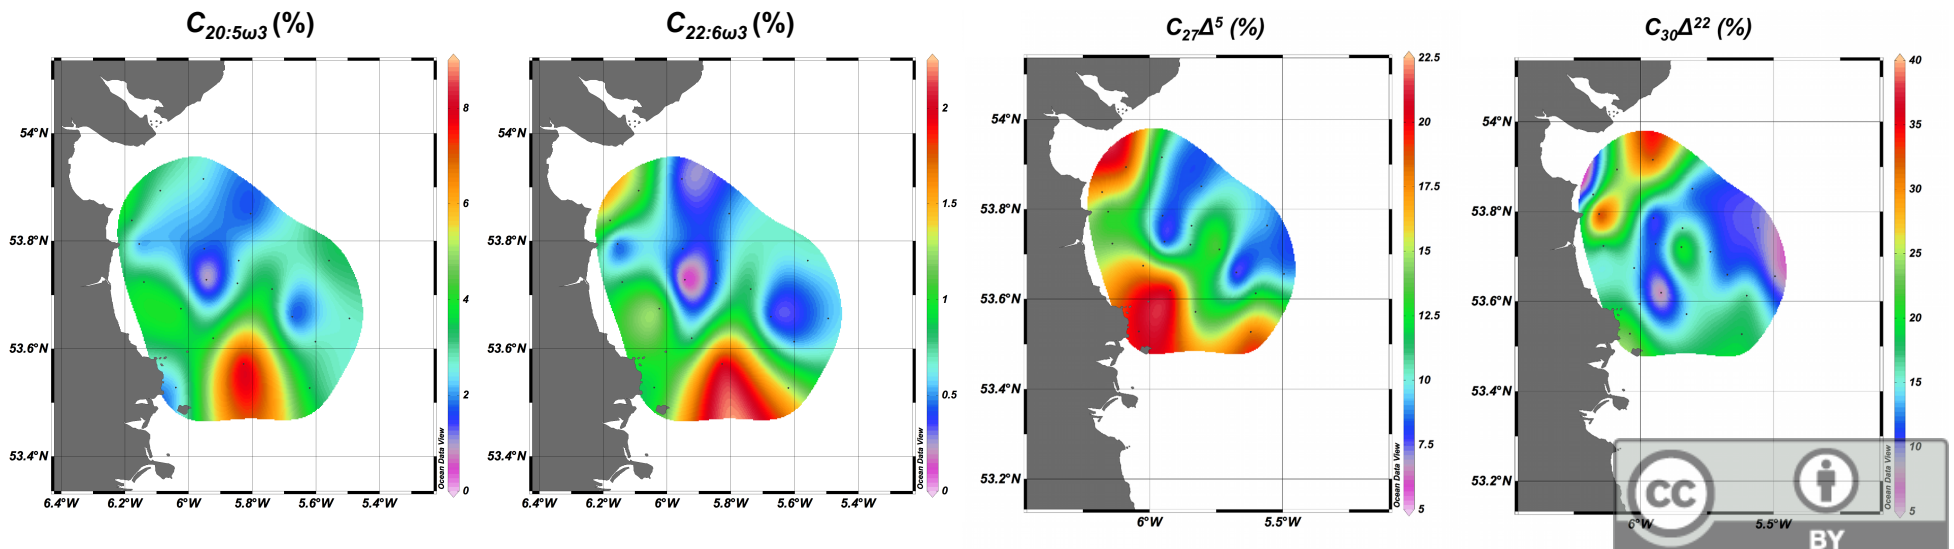 C20:5ω3 (%)
54°N
53.8°N
53.6°N
53.4°N
6.4°W 6.2°W 6°W 5.8°W 5.6°W 5.4°W
8
6
4
2
0
Ocean Data View
C22:6ω3 (%)
54°N
53.8°N
53.6°N
53.4°N
6.4°W 6.2°W 6°W 5.8°W 5.6°W 5.4°W
2
1.5
1
0.5
0
Ocean Data View
C27Δ5 (%)
54°N
53.8°N
53.6°N
53.4°N
53.2°N
6°W 5.5°W
22.5
20
17.5
15
12.5
10
7.5
5
Ocean Data View
C30Δ22 (%)
54°N
53.8°N
53.6°N
53.4°N
53.2°N
6°W 5.5°W
40
35
30
25
20
15
10
5
Ocean Data View
CC
BY